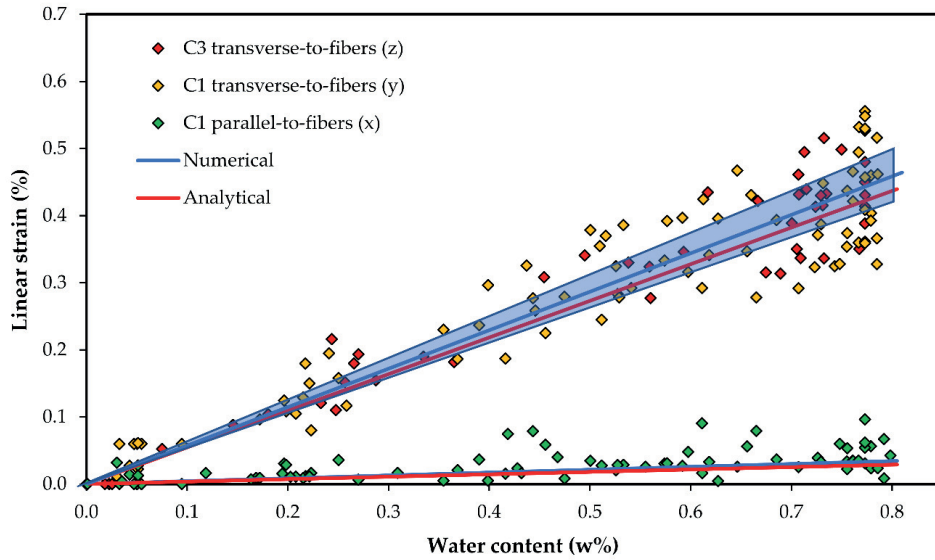 0.7
0.6
0.5
0.4
0.3
0.2
0.1
0.0
Linear strain (%)
C3 transverse-to-fibers (z)
C1 transverse-to-fibers (y)
C1 parallel-to-fibers (x)
Numerical
Analytical
0.0 0.1 0.2 0.3 0.4 0.5 0.6 0.7 0.8
Water content (w%)